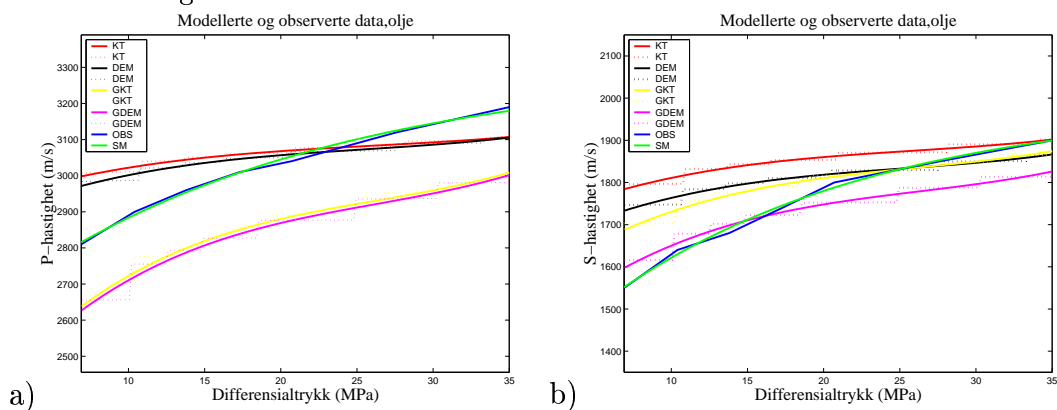 Modellerte og observerte data,olje
P−hastighet (m/s)
3300
3200
3100
3000
2900
2800
2700
2600
2500
KT
KT
DEM
DEM
GKT
GKT
GDEM
GDEM
OBS
SM
10
15
20
25
30
35
Differensialtrykk (MPa)
a)
Modellerte og observerte data,olje
S−hastighet (m/s)
2100
2000
1900
1800
1700
1600
1500
1400
KT
KT
DEM
DEM
GKT
GKT
GDEM
GDEM
OBS
SM
10
15
20
25
30
35
Differensialtrykk (MPa)
b)